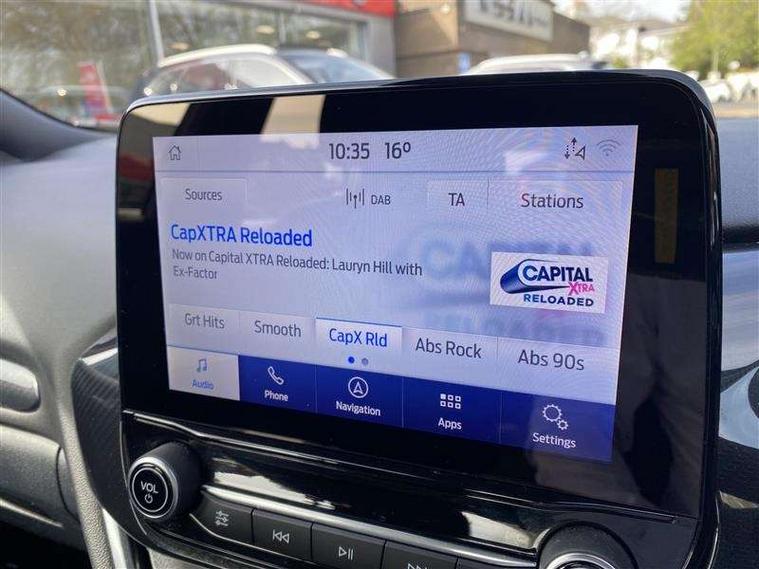 10:35 16°
Sources
DAB
TA
Stations
CapXTRA Reloaded
Now on Capital XTRA Reloaded: Lauryn Hill with
Ex-Factor
CAPITAL
XTRA
RELOADED
Grt Hits
Smooth
CapX Rld
Abs Rock
Abs 90s
Audio
Phone
Navigation
Apps
Settings
VOL